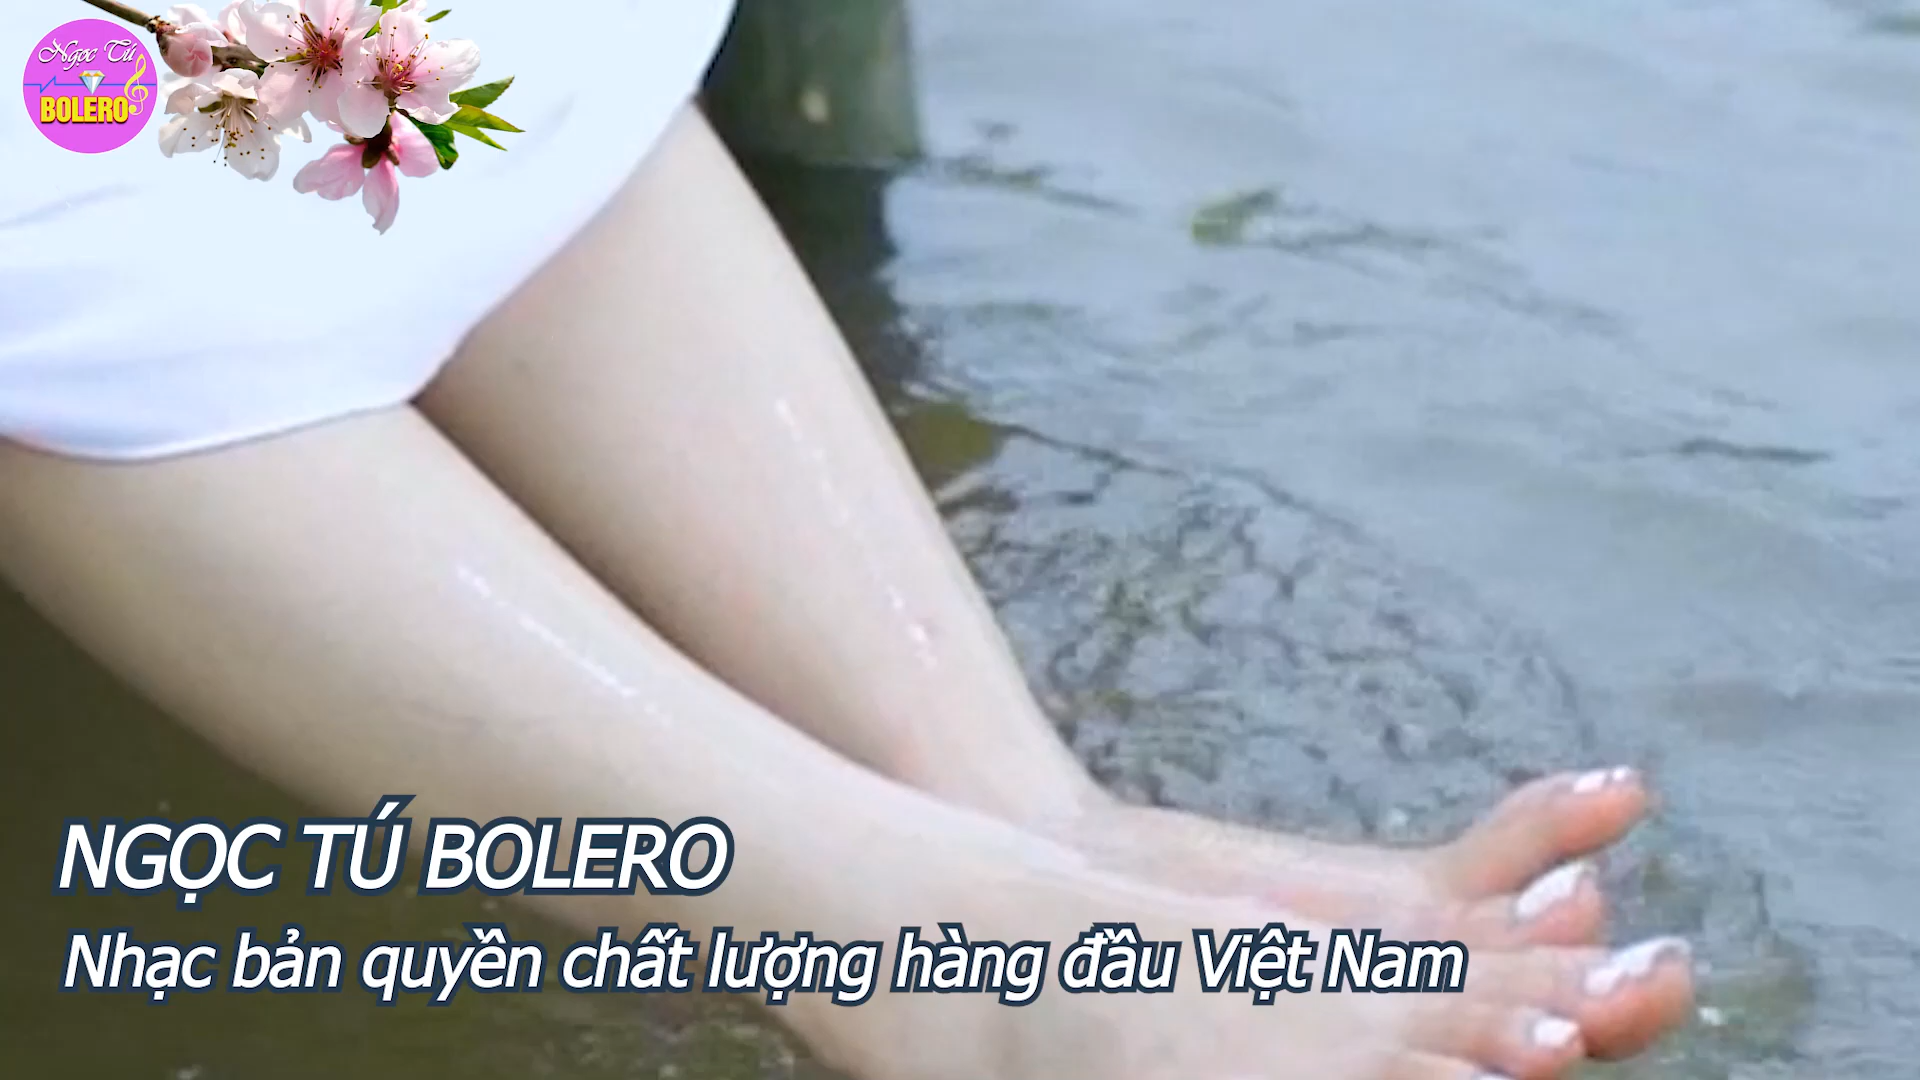 Ngọc Tú
BOLERO
NGỌC TÚ BOLERO
Nhạc bản quyền chất lượng hàng đầu Việt Nam